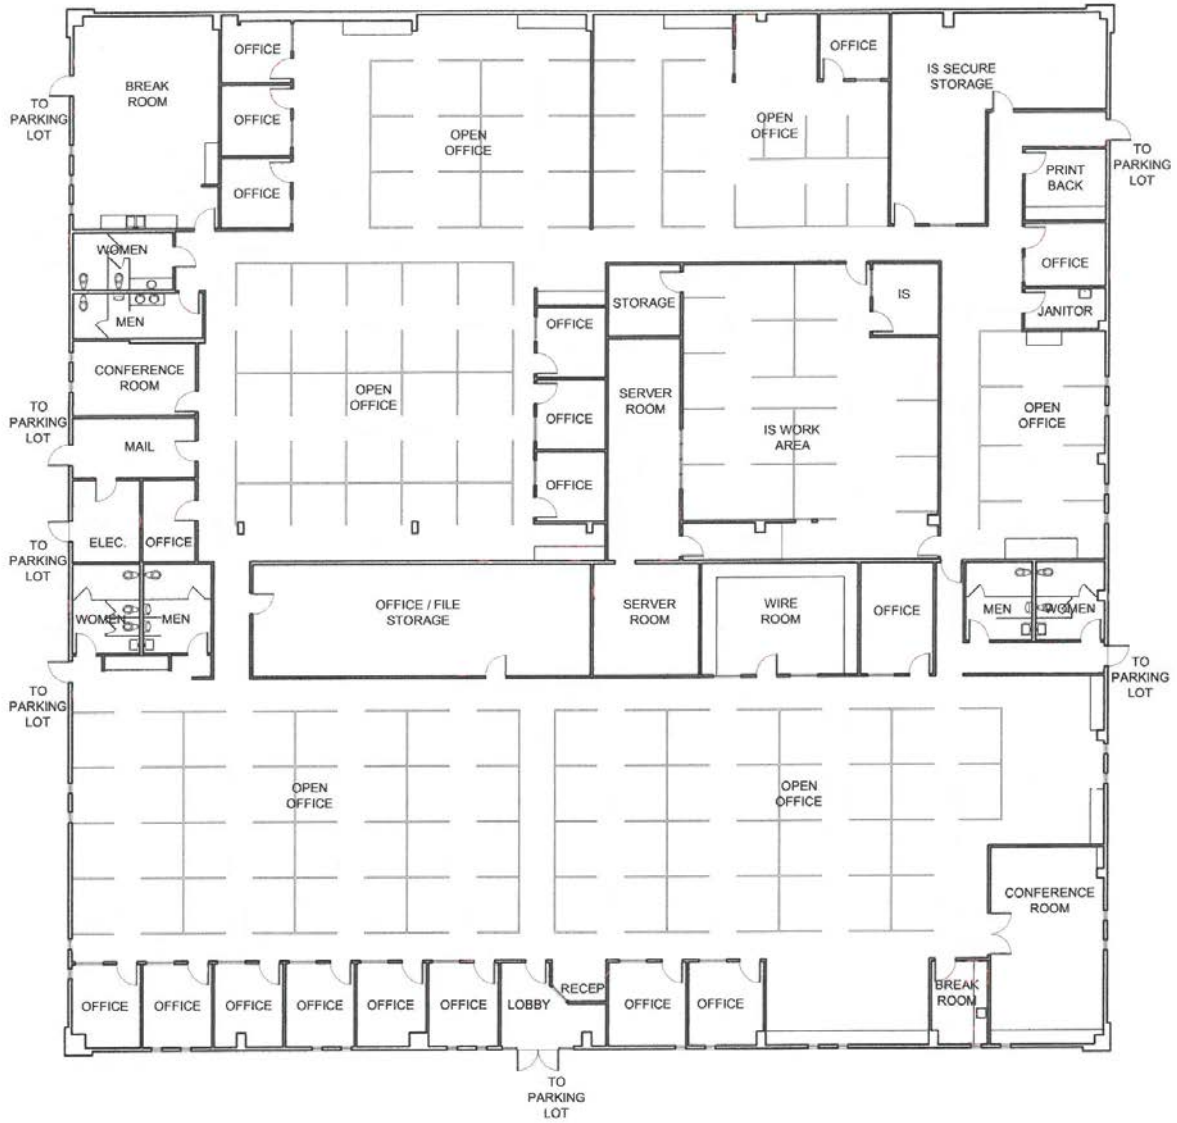 OFFICE
OFFICE
BREAK
ROOM
IS SECURE
STORAGE
TO
PARKING
LOT
OFFICE
OPEN
OFFICE
OPEN
OFFICE
TO
PARKING
LOT
PRINT
BACK
OFFICE
WOMEN
OFFICE
MEN
STORAGE
IS
JANITOR
OFFICE
CONFERENCE
ROOM
OPEN
OFFICE
SERVER
ROOM
OPEN
OFFICE
TO
PARKING
LOT
OFFICE
IS WORK
AREA
MAIL
OFFICE
ELEC.
OFFICE
TO
PARKING
LOT
WOMEN
MEN
OFFICE / FILE
STORAGE
SERVER
ROOM
WIRE
ROOM
OFFICE
MEN
WOMEN
TO
PARKING
LOT
TO
PARKING
LOT
OPEN
OFFICE
OPEN
OFFICE
CONFERENCE
ROOM
OFFICE
OFFICE
OFFICE
OFFICE
OFFICE
OFFICE
LOBBY
RECEP
OFFICE
OFFICE
BREAK
ROOM
TO
PARKING
LOT